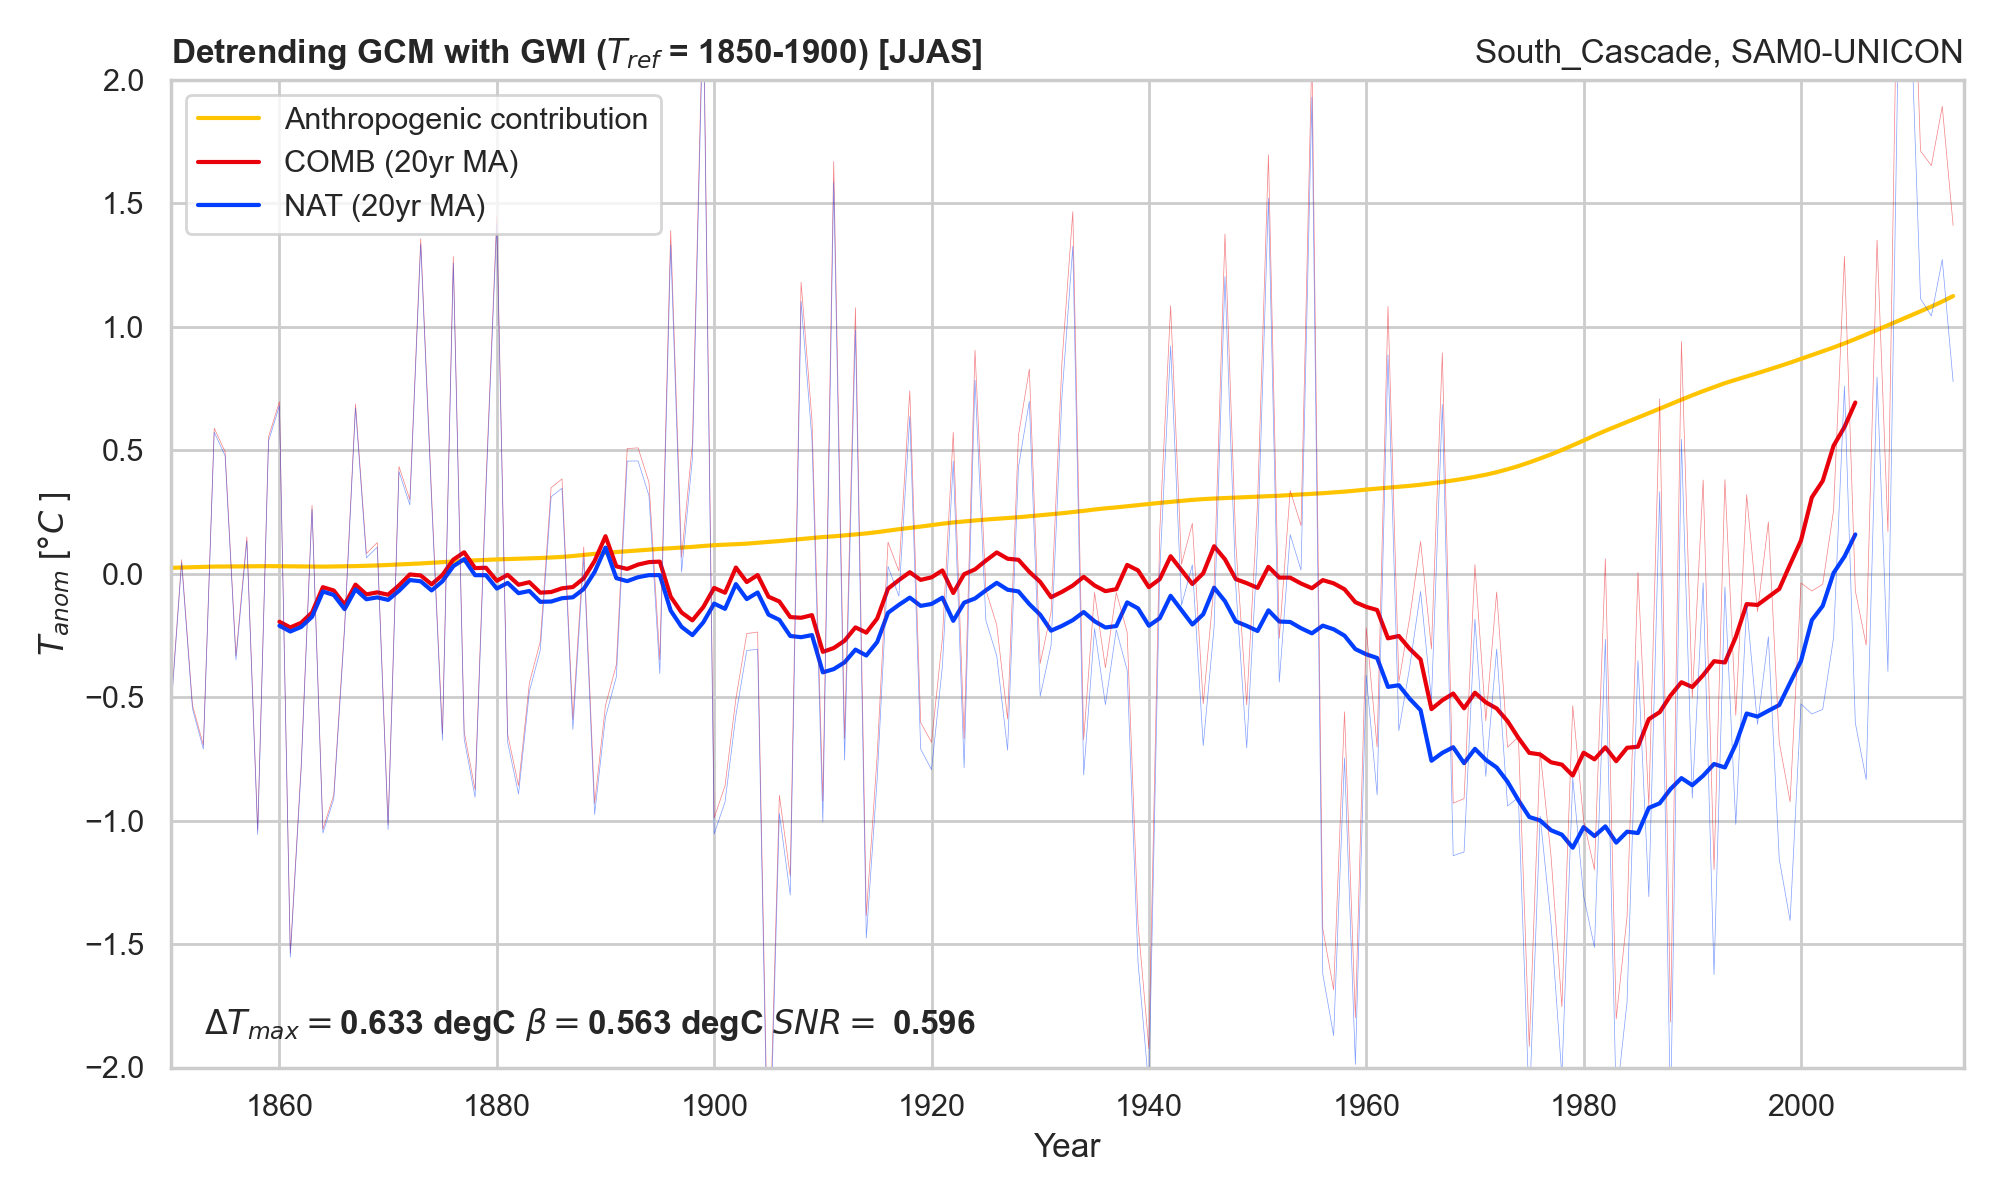 Detrending GCM with GWI (T_ref = 1850-1900) [JJAS]
South_Cascade, SAM0-UNICON
2.0
1.5
1.0
0.5
0.0
−0.5
−1.0
−1.5
−2.0
T_anom [°C]
Anthropogenic contribution
COMB (20yr MA)
NAT (20yr MA)
ΔT_max = 0.633 degC β = 0.563 degC SNR = 0.596
1860 1880 1900 1920 1940 1960 1980 2000
Year